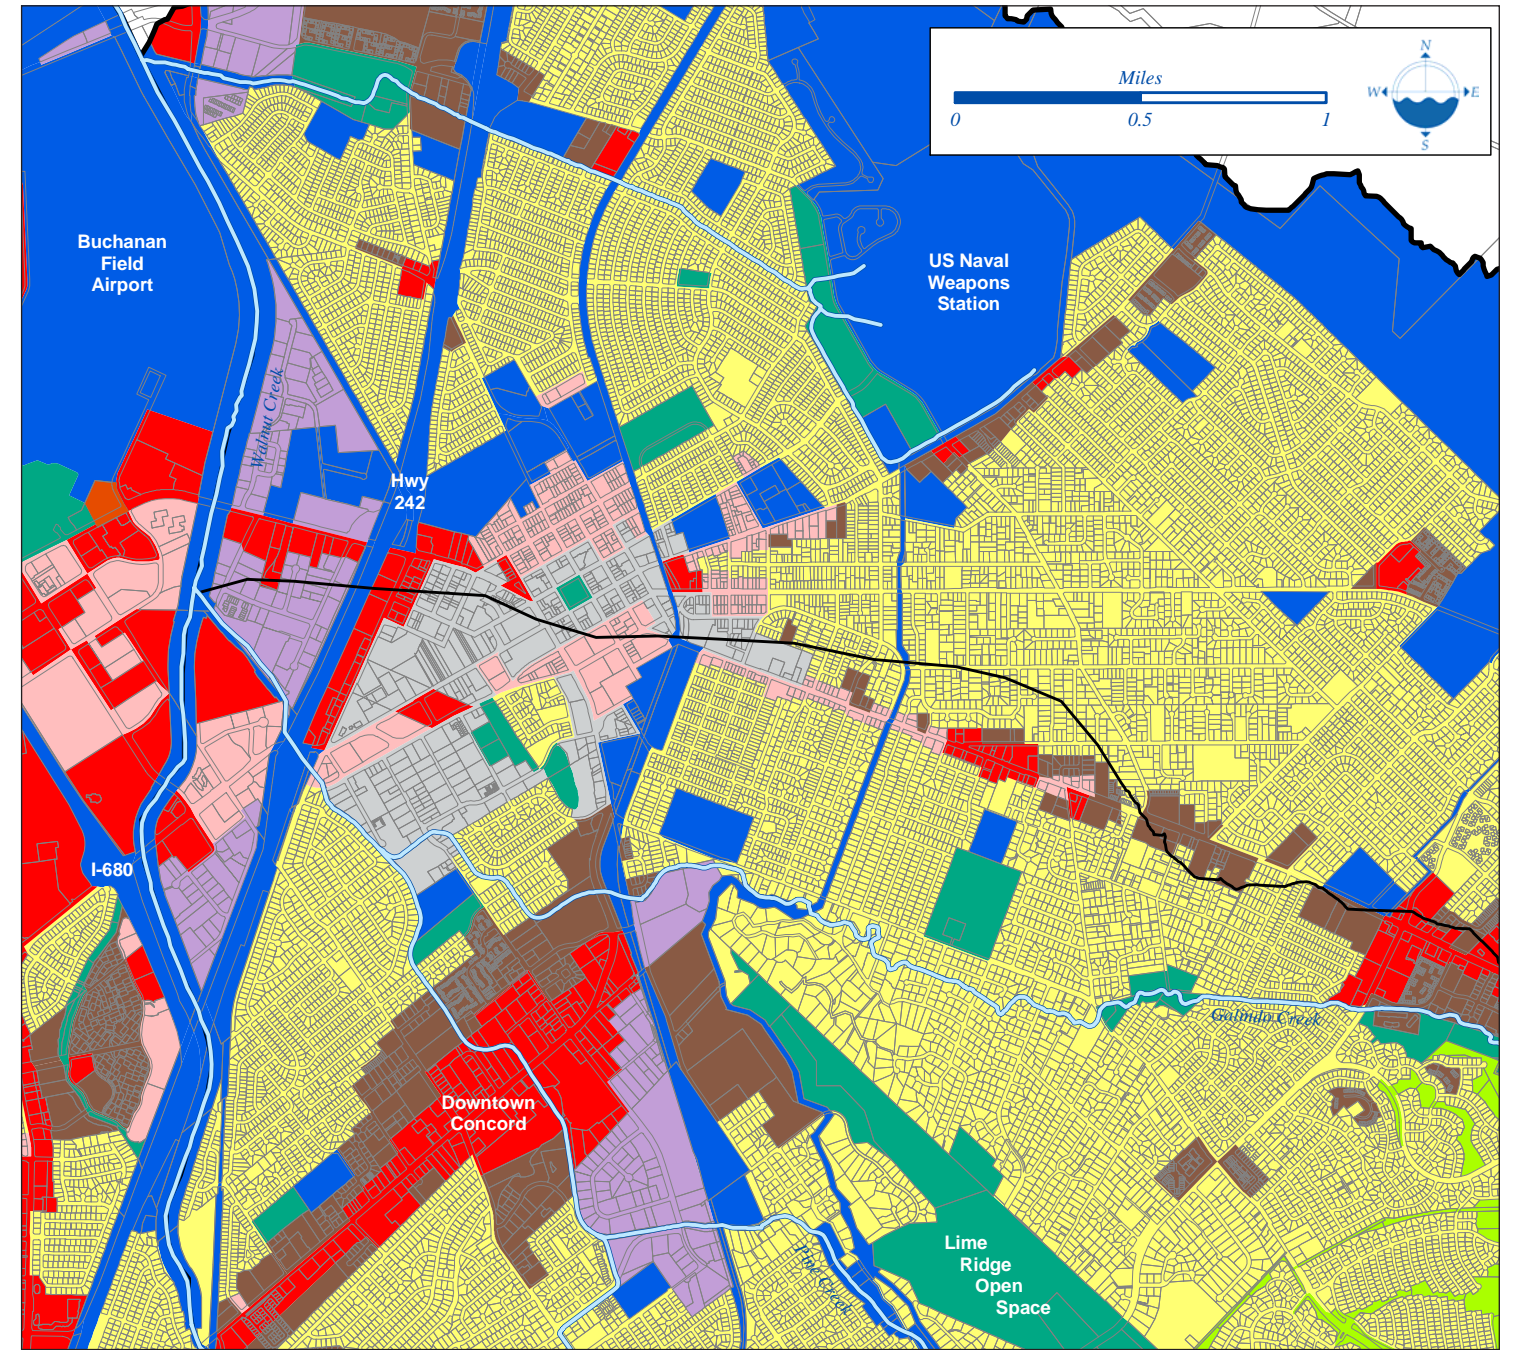 Miles
0
0.5
1
N
W
E
S
Buchanan
Field
Airport
US Naval
Weapons
Station
Walnut Creek
Hwy
242
I-680
Galindo Creek
Downtown
Concord
Pine Creek
Lime
Ridge
Open
Space